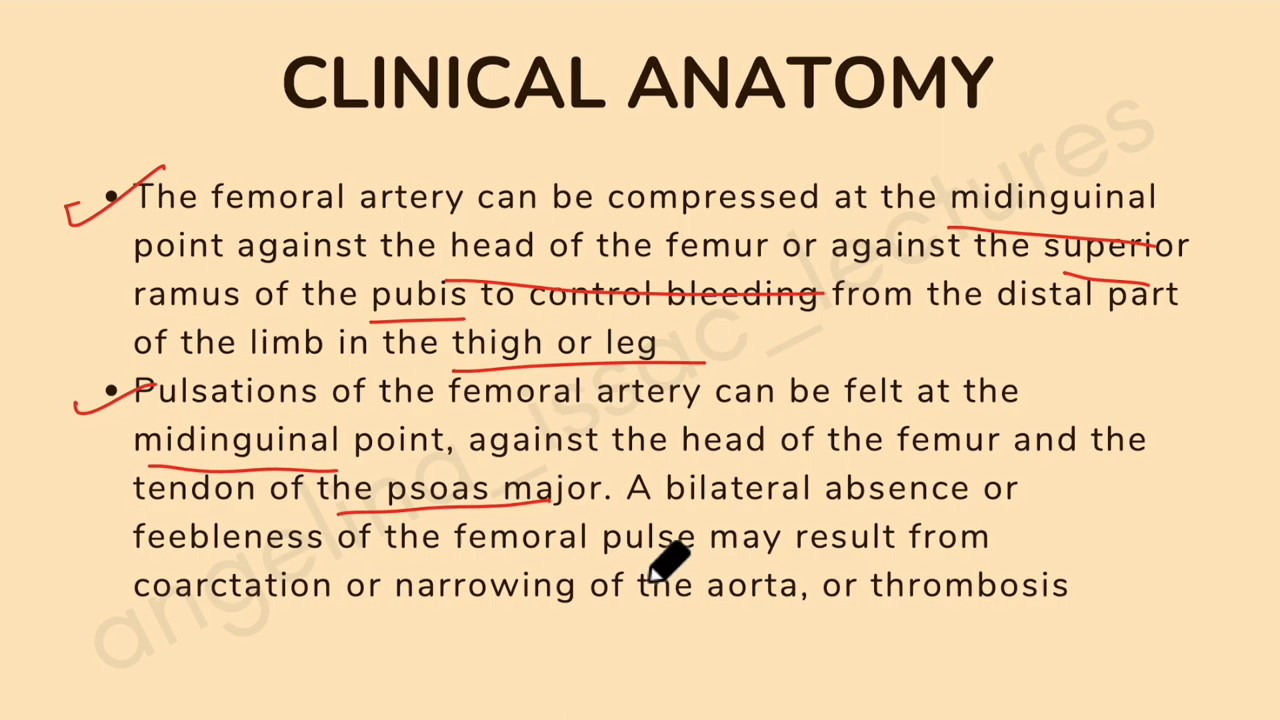 CLINICAL ANATOMY
• The femoral artery can be compressed at the midinguinal
point against the head of the femur or against the superior
ramus of the pubis to control bleeding from the distal part
of the limb in the thigh or leg
• Pulsations of the femoral artery can be felt at the
midinguinal point, against the head of the femur and the
tendon of the psoas major. A bilateral absence or
feebleness of the femoral pulse may result from
coarctation or narrowing of the aorta, or thrombosis
angelina_issac_lectures